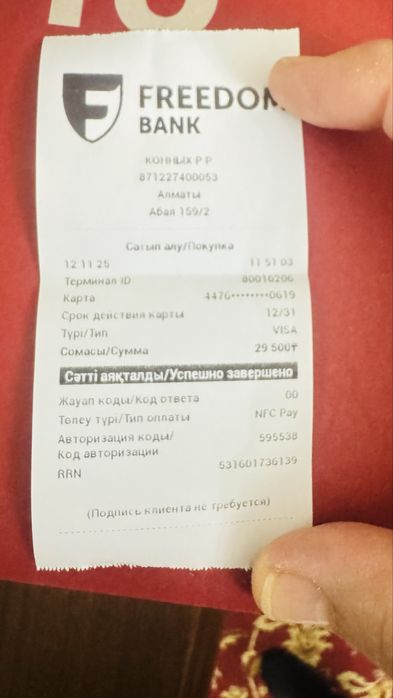 FREEDOM
BANK
КОННЫХ Р Р
871227400053
Алматы
Абая 159/2
Сатып алу/Покупка
12 11 25 11 51 03
Терминал ID 80016206
Карта 4476••••••••0619
Срок действия карты 12/31
Түрі/Тип VISA
Сомасы/Сумма 29 500₸
Сәтті аяқталды/Успешно завершено
Жауап коды/Код ответа 00
Төлеу түрі/Тип оплаты NFC Pay
Авторизация коды/ 595538
Код авторизации
RRN 531601736139
(Подпись клиента не требуется)